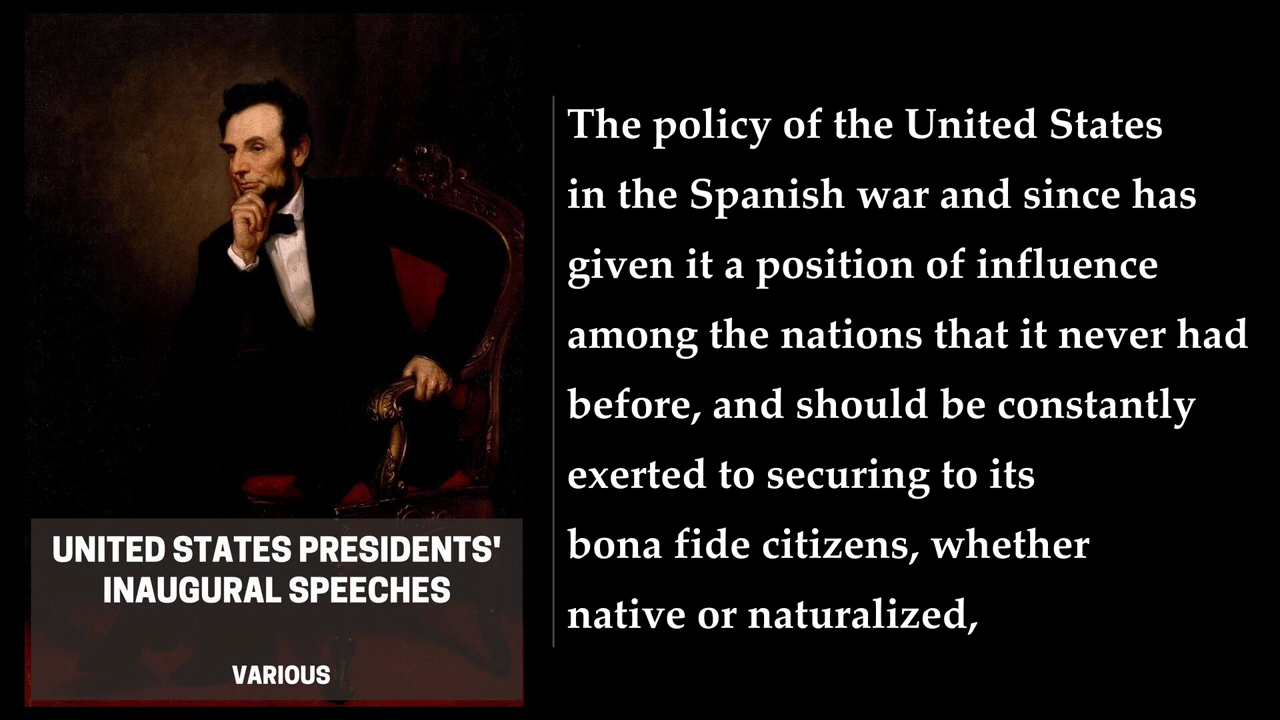 UNITED STATES PRESIDENTS'
INAUGURAL SPEECHES
VARIOUS
The policy of the United States
in the Spanish war and since has
given it a position of influence
among the nations that it never had
before, and should be constantly
exerted to securing to its
bona fide citizens, whether
native or naturalized,